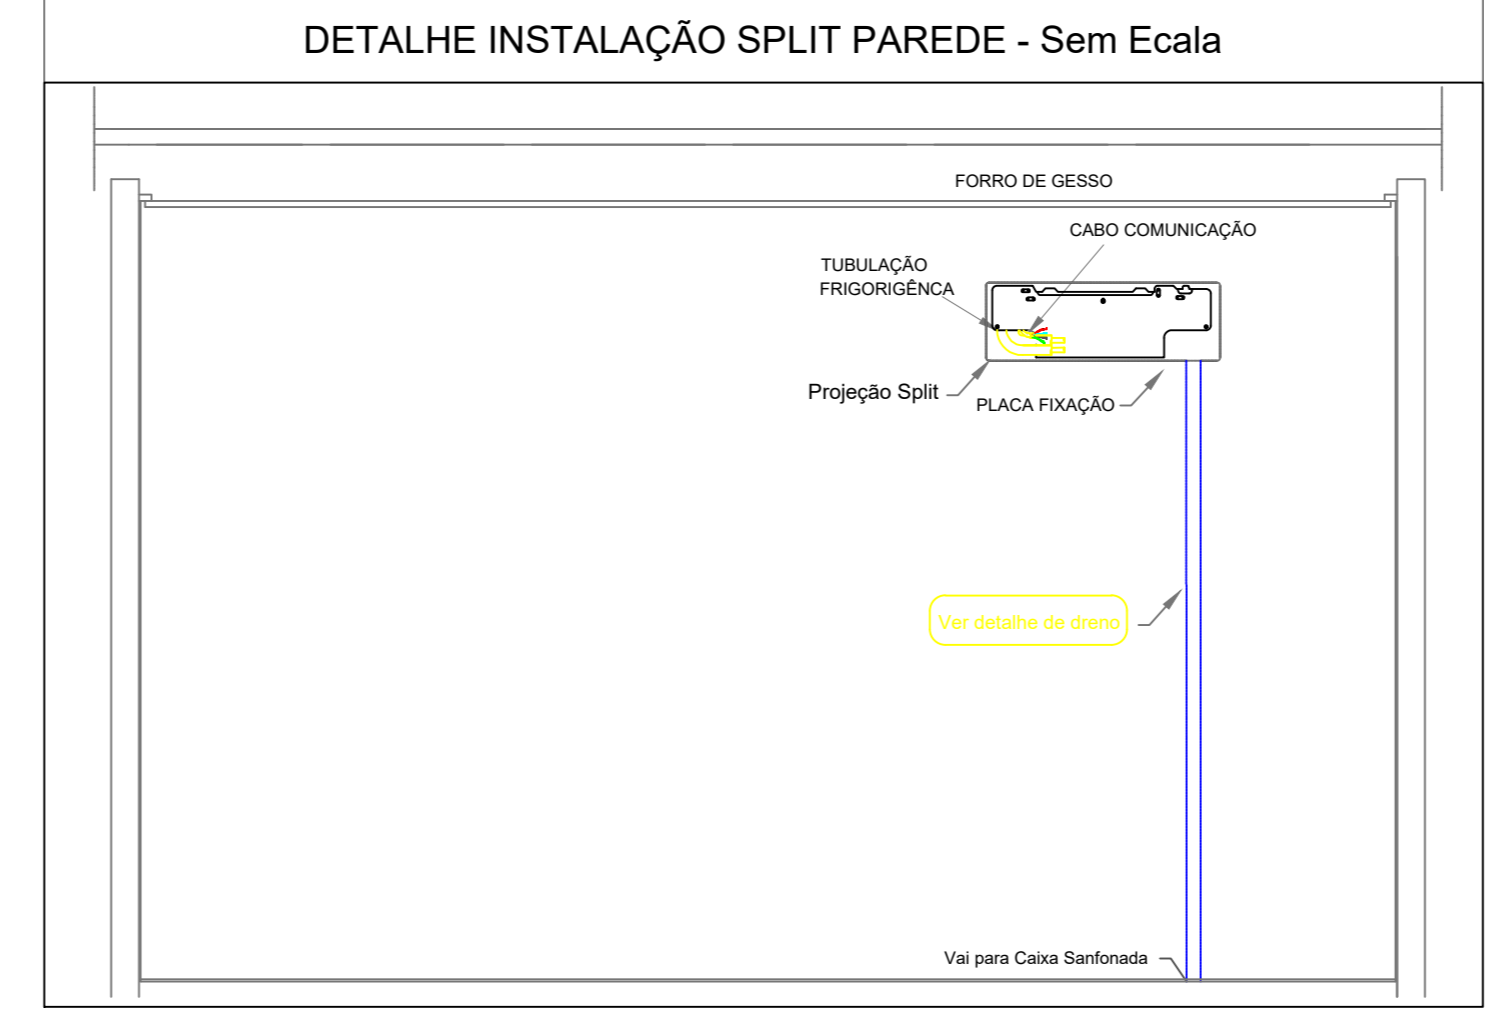 DETALHE INSTALAÇÃO SPLIT PAREDE - Sem Ecala
FORRO DE GESSO
CABO COMUNICAÇÃO
TUBULAÇÃO
FRIGORIGÊNCA
Projeção Split
PLACA FIXAÇÃO
Ver detalhe de dreno
Vai para Caixa Sanfonada